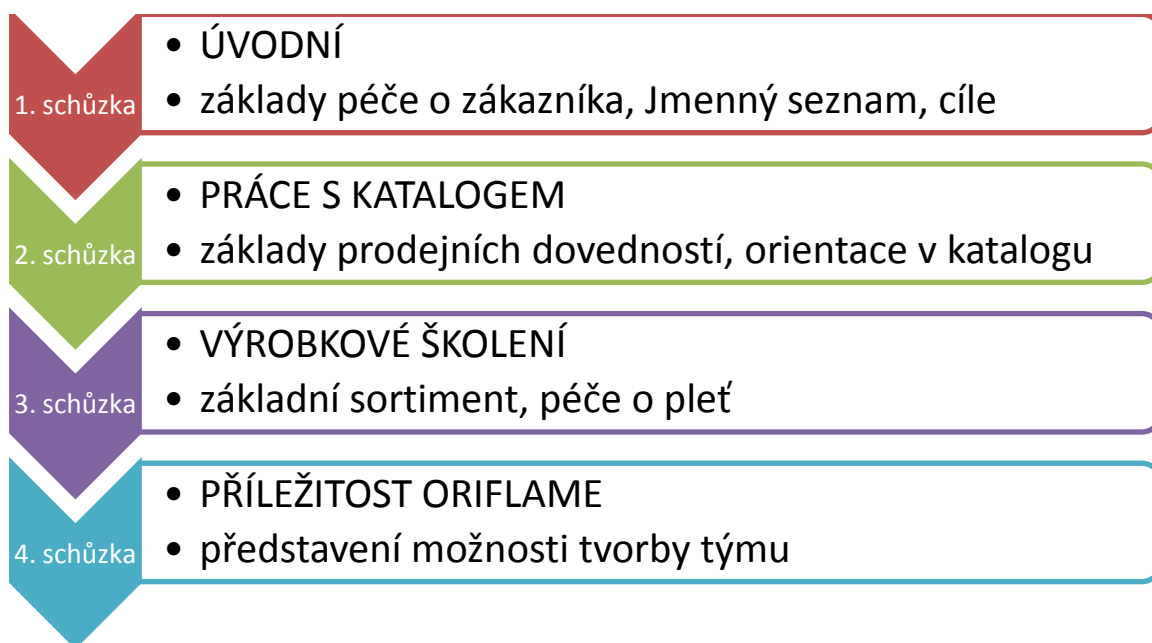 1. schůzka
• ÚVODNÍ
• základy péče o zákazníka, Jmenný seznam, cíle
2. schůzka
• PRÁCE S KATALOGEM
• základy prodejních dovedností, orientace v katalogu
3. schůzka
• VÝROBKOVÉ ŠKOLENÍ
• základní sortiment, péče o pleť
4. schůzka
• PŘÍLEŽITOST ORIFLAME
• představení možnosti tvorby týmu